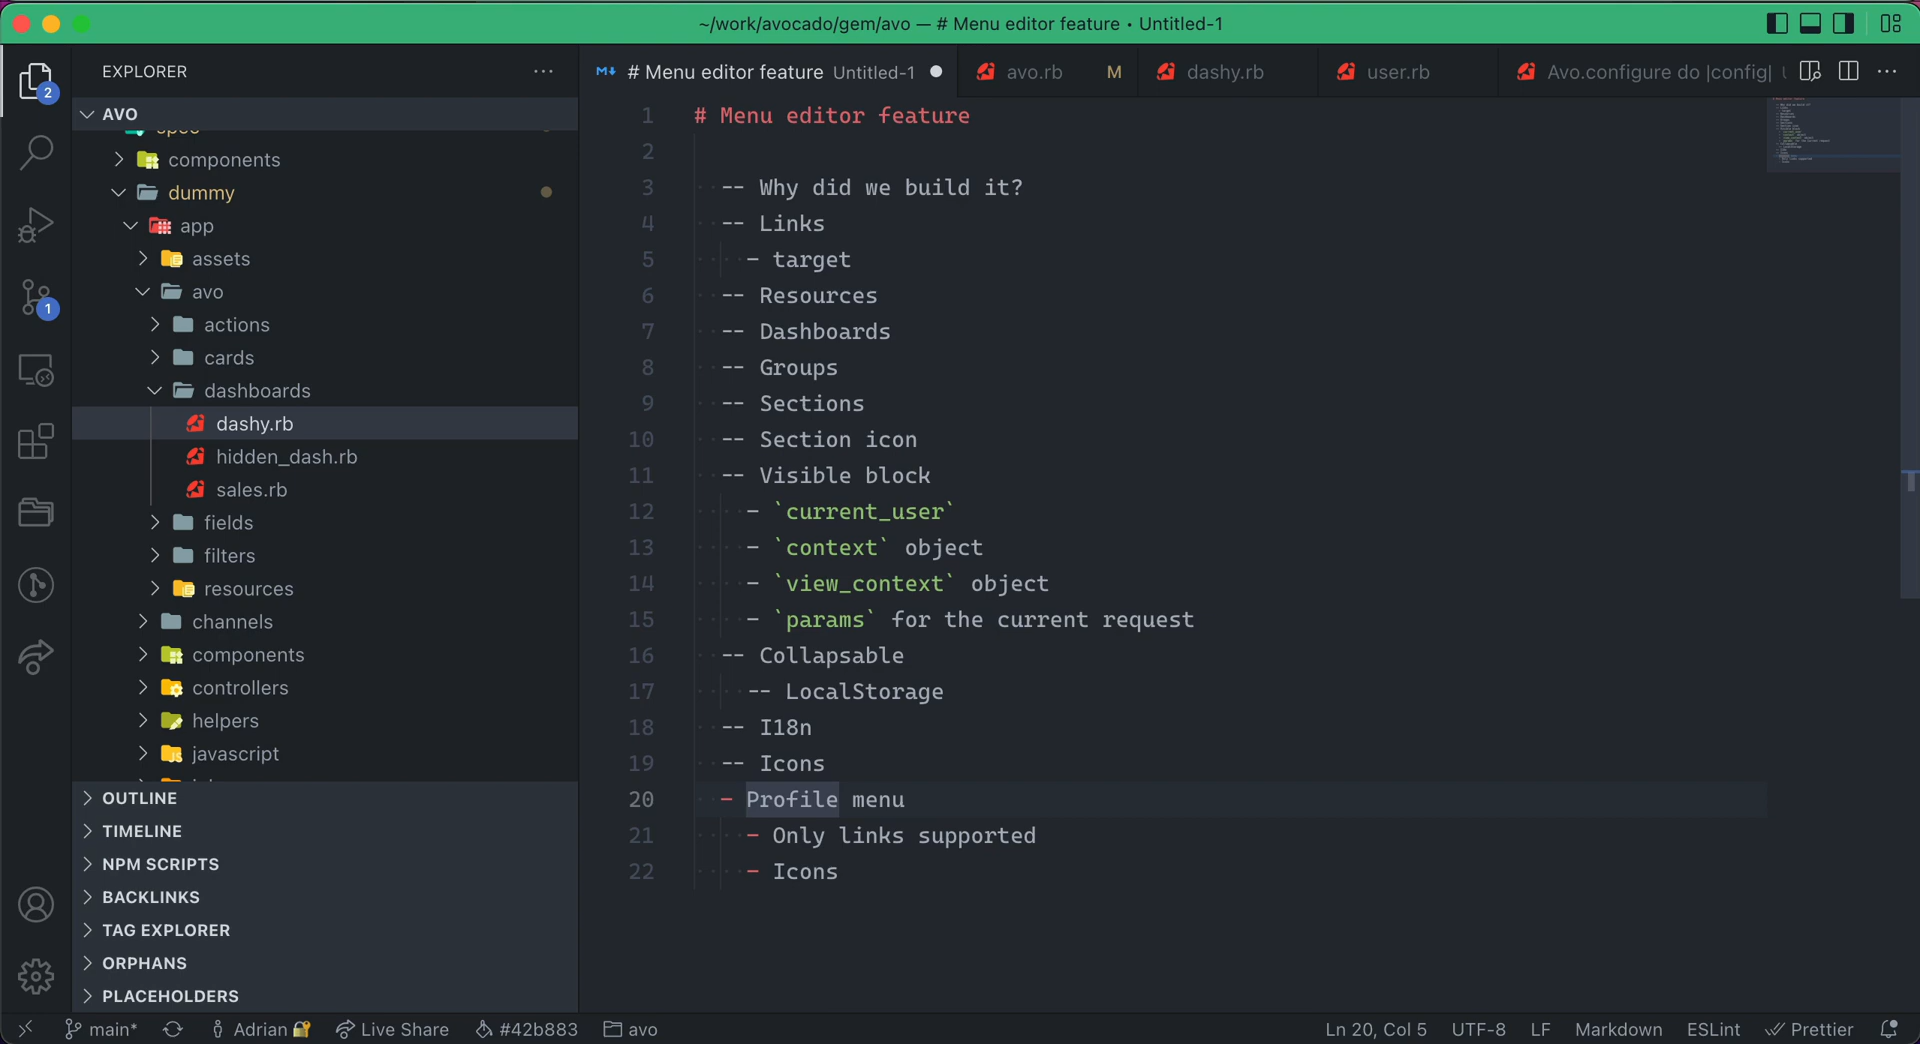 ~/work/avocado/gem/avo — # Menu editor feature • Untitled-1
EXPLORER
# Menu editor feature Untitled-1
avo.rb M
dashy.rb
user.rb
Avo.configure do |config|
2
AVO
components
dummy
app
assets
avo
actions
cards
dashboards
dashy.rb
hidden_dash.rb
sales.rb
fields
filters
resources
channels
components
controllers
helpers
javascript
1
OUTLINE
TIMELINE
NPM SCRIPTS
BACKLINKS
TAG EXPLORER
ORPHANS
PLACEHOLDERS
1 # Menu editor feature
2
3 -- Why did we build it?
4 -- Links
5 - target
6 -- Resources
7 -- Dashboards
8 -- Groups
9 -- Sections
10 -- Section icon
11 -- Visible block
12 - `current_user`
13 - `context` object
14 - `view_context` object
15 - `params` for the current request
16 -- Collapsable
17 -- LocalStorage
18 -- I18n
19 -- Icons
20 - Profile menu
21 - Only links supported
22 - Icons
main* Adrian Live Share #42b883 avo Ln 20, Col 5 UTF-8 LF Markdown ESLint Prettier